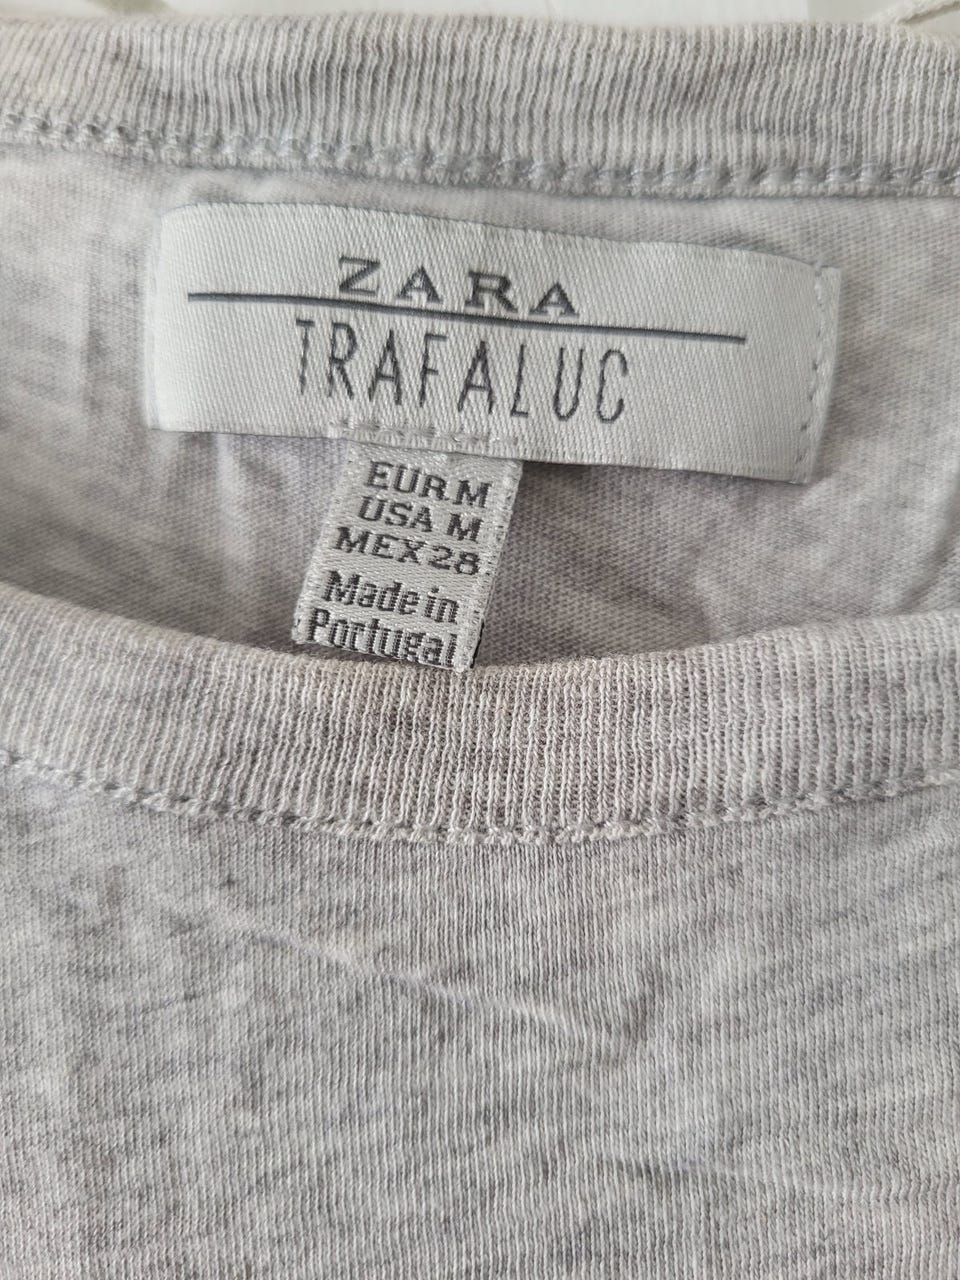 ZARA
TRAFALUC
EUR M
USA M
MEX 28
Made in
Portugal